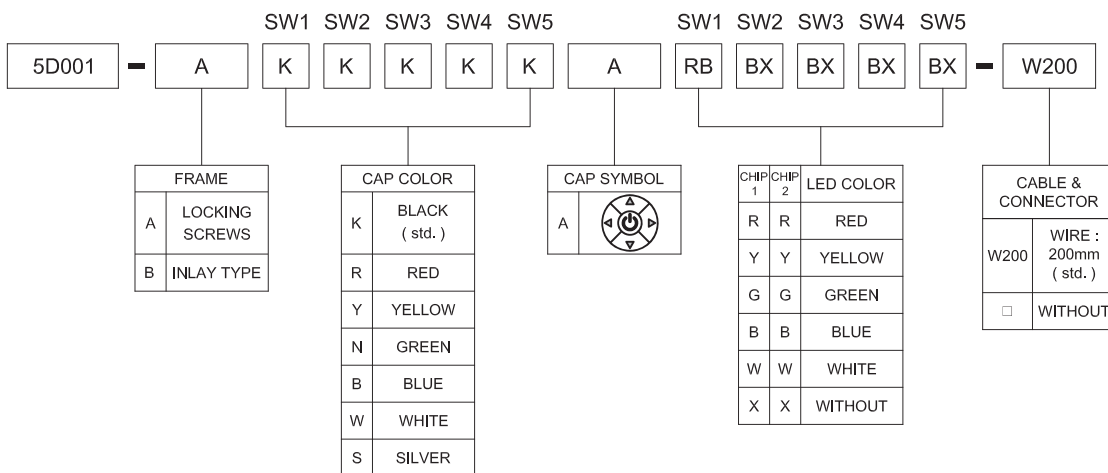 SW1 SW2 SW3 SW4 SW5 SW1 SW2 SW3 SW4 SW5
5D001 - A K K K K K A RB BX BX BX BX - W200
FRAME
A LOCKING SCREWS
B INLAY TYPE
CAP COLOR
K BLACK ( std. )
R RED
Y YELLOW
N GREEN
B BLUE
W WHITE
S SILVER
CAP SYMBOL
A
CHIP 1 CHIP 2 LED COLOR
R R RED
Y Y YELLOW
G G GREEN
B B BLUE
W W WHITE
X X WITHOUT
CABLE & CONNECTOR
W200 WIRE : 200mm ( std. )
□ WITHOUT